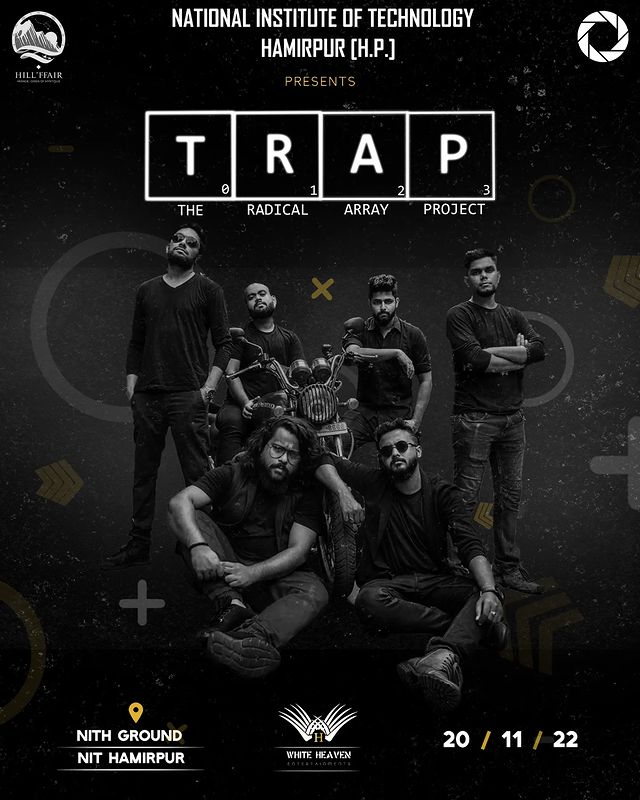 NATIONAL INSTITUTE OF TECHNOLOGY
HAMIRPUR (H.P.)
HILL'FFAIR
PRESENTS
T R A P
0 1 2 3
THE RADICAL ARRAY PROJECT
NITH GROUND
NIT HAMIRPUR
H
WHITE HEAVEN
ENTERTAINMENTS
20 / 11 / 22